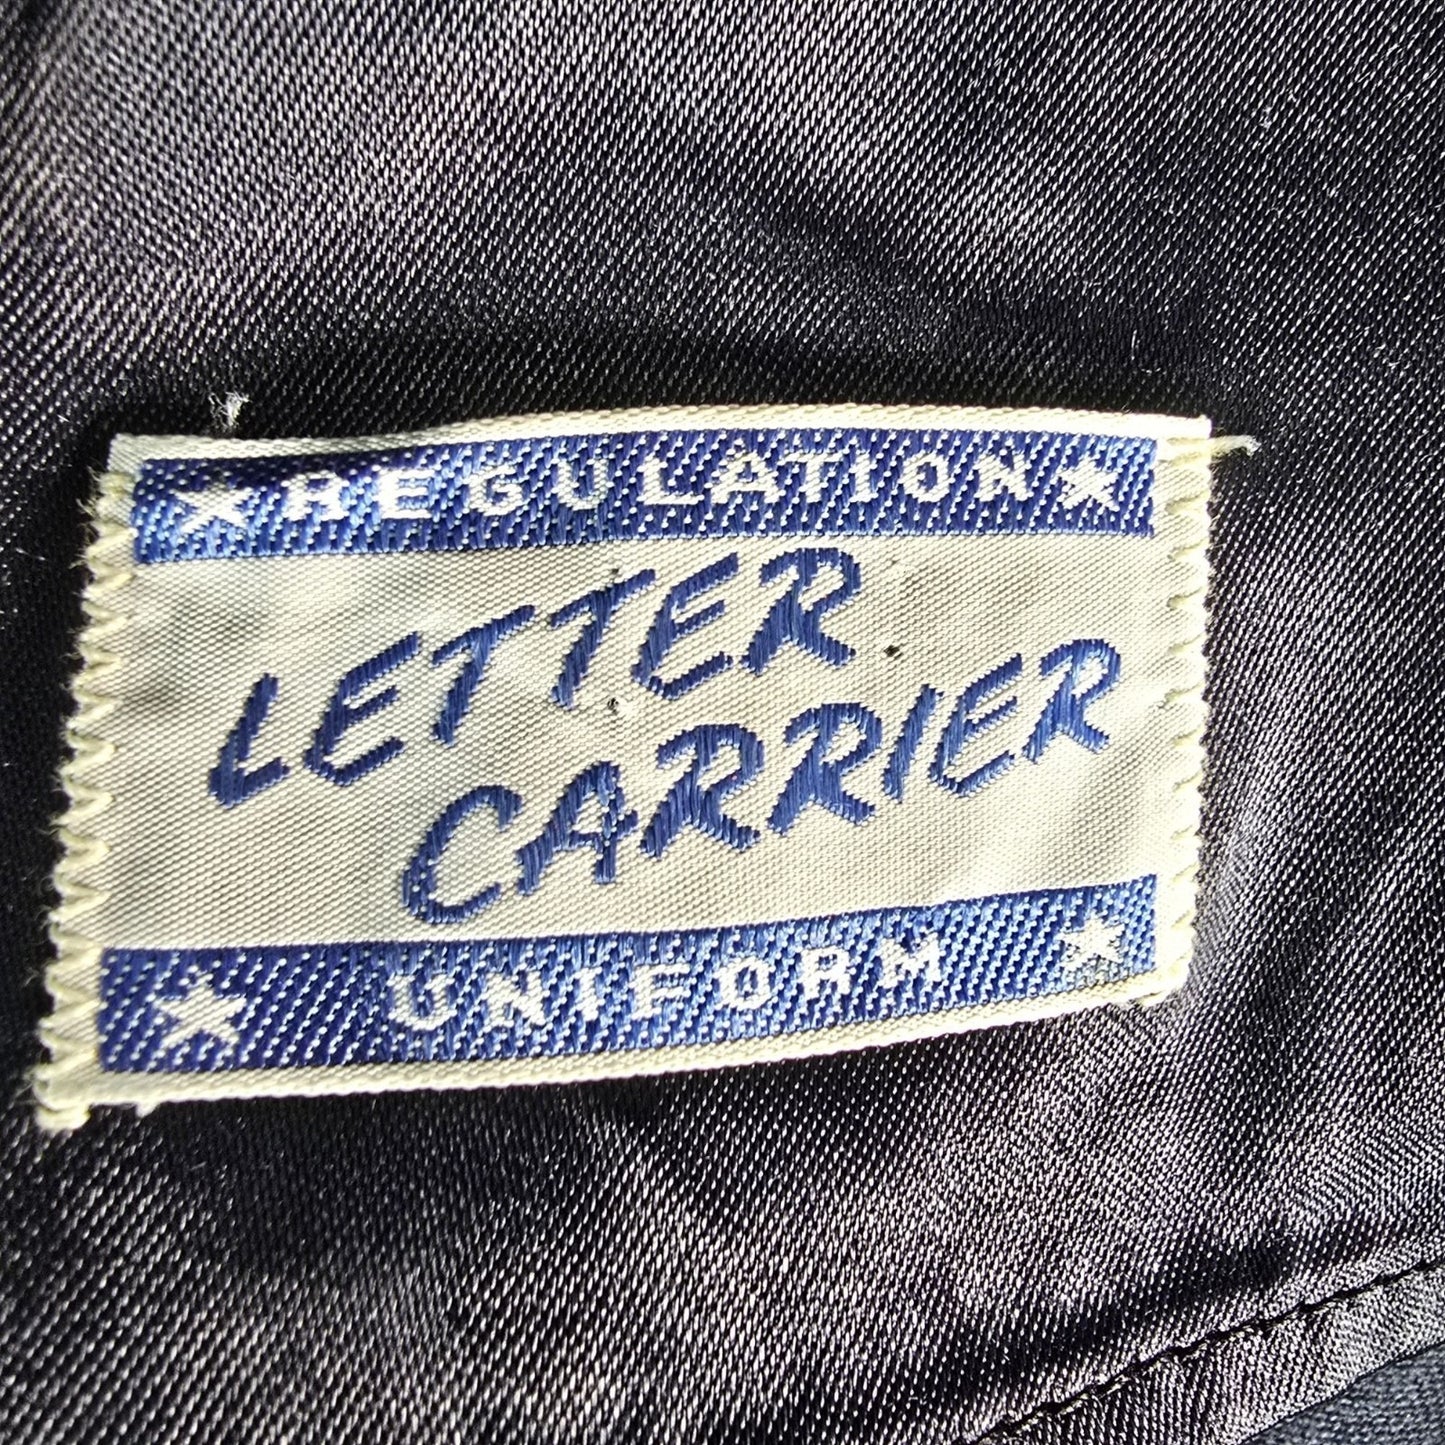 ★ REGULATION ★
LETTER
CARRIER
★ UNIFORM ★